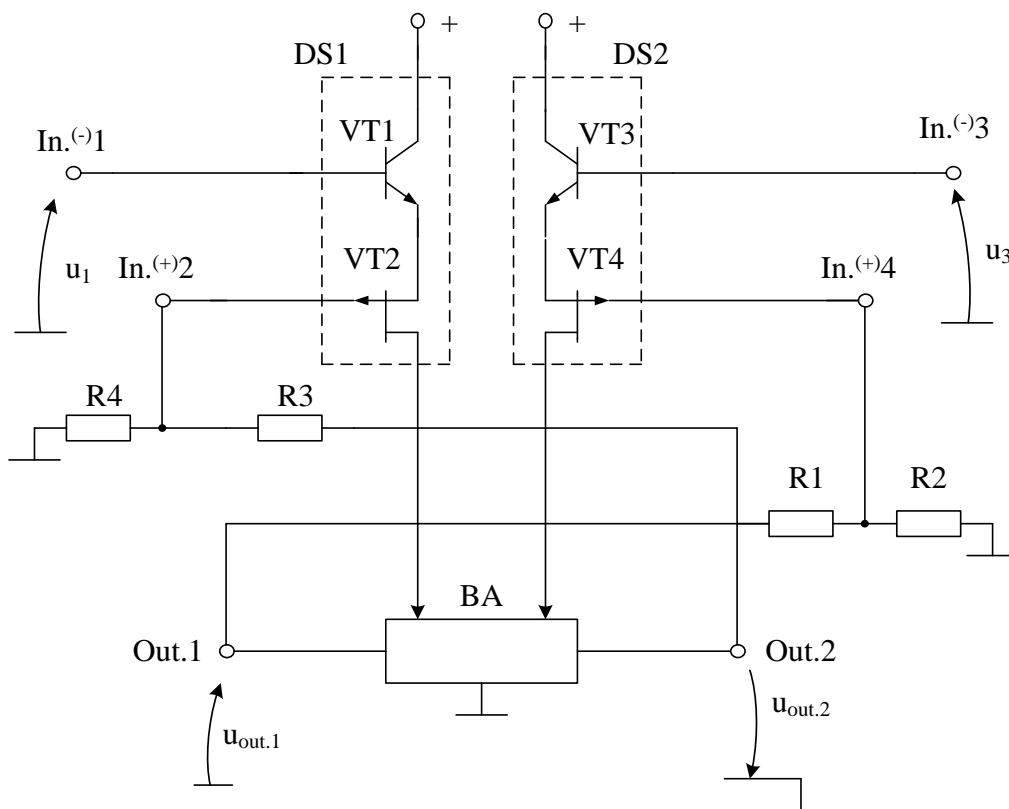 + +
DS1 DS2
VT1 VT3
In.(-)1 In.(-)3
u1 In.(+)2 VT2 VT4 In.(+)4 u3
R4 R3
R1 R2
BA
Out.1 Out.2
uout.1 uout.2